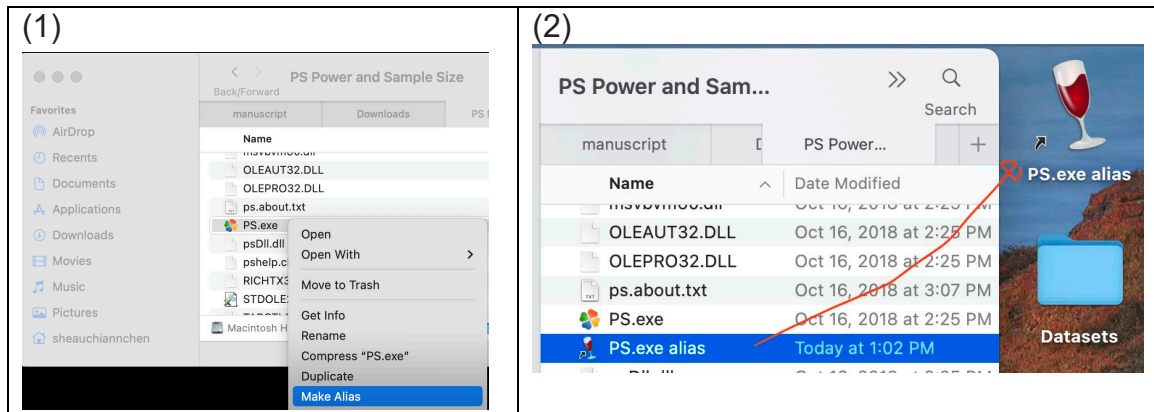 (1)
PS Power and Sample Size
Back/Forward
manuscript Downloads
Favorites
AirDrop
Recents
Documents
Applications
Downloads
Movies
Music
Pictures
sheauchiannchen
Name
OLEAUT32.DLL
OLEPRO32.DLL
ps.about.txt
PS.exe
psDll.dll
pshelp.c
RICHTX3
STDOLE
Macintosh H
Open
Open With
Move to Trash
Get Info
Rename
Compress “PS.exe”
Duplicate
Make Alias
(2)
PS Power and Sam...
Search
manuscript PS Power... +
Name Date Modified
OLEAUT32.DLL Oct 16, 2018 at 2:25 PM
OLEPRO32.DLL Oct 16, 2018 at 2:25 PM
ps.about.txt Oct 16, 2018 at 3:07 PM
PS.exe Oct 16, 2018 at 2:25 PM
PS.exe alias Today at 1:02 PM
PS.exe alias
Datasets